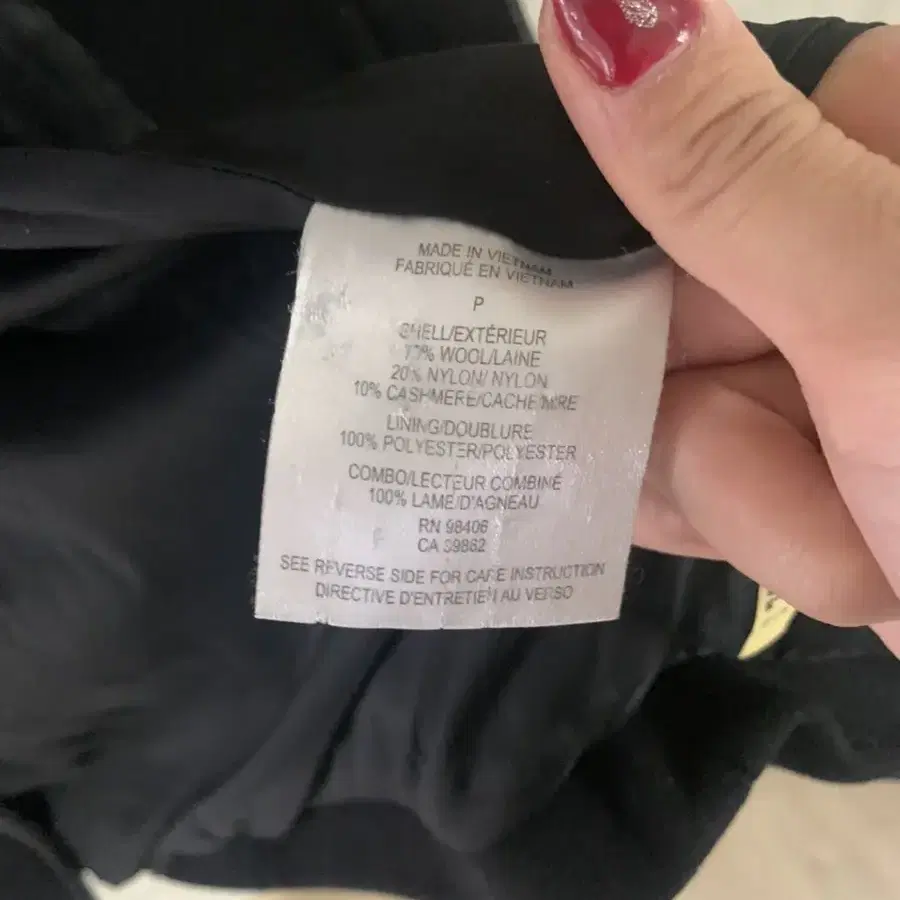 MADE IN VIETNAM
FABRIQUÉ EN VIETNAM
P
SHELL/EXTÉRIEUR
70% WOOL/LAINE
20% NYLON/ NYLON
10% CASHMERE/CACHEMIRE
LINING/DOUBLURE
100% POLYESTER/POLYESTER
COMBO/LECTEUR COMBINÉ
100% LAMB/D'AGNEAU
RN 98406
CA 39862
SEE REVERSE SIDE FOR CARE INSTRUCTION
DIRECTIVE D'ENTRETIEN AU VERSO